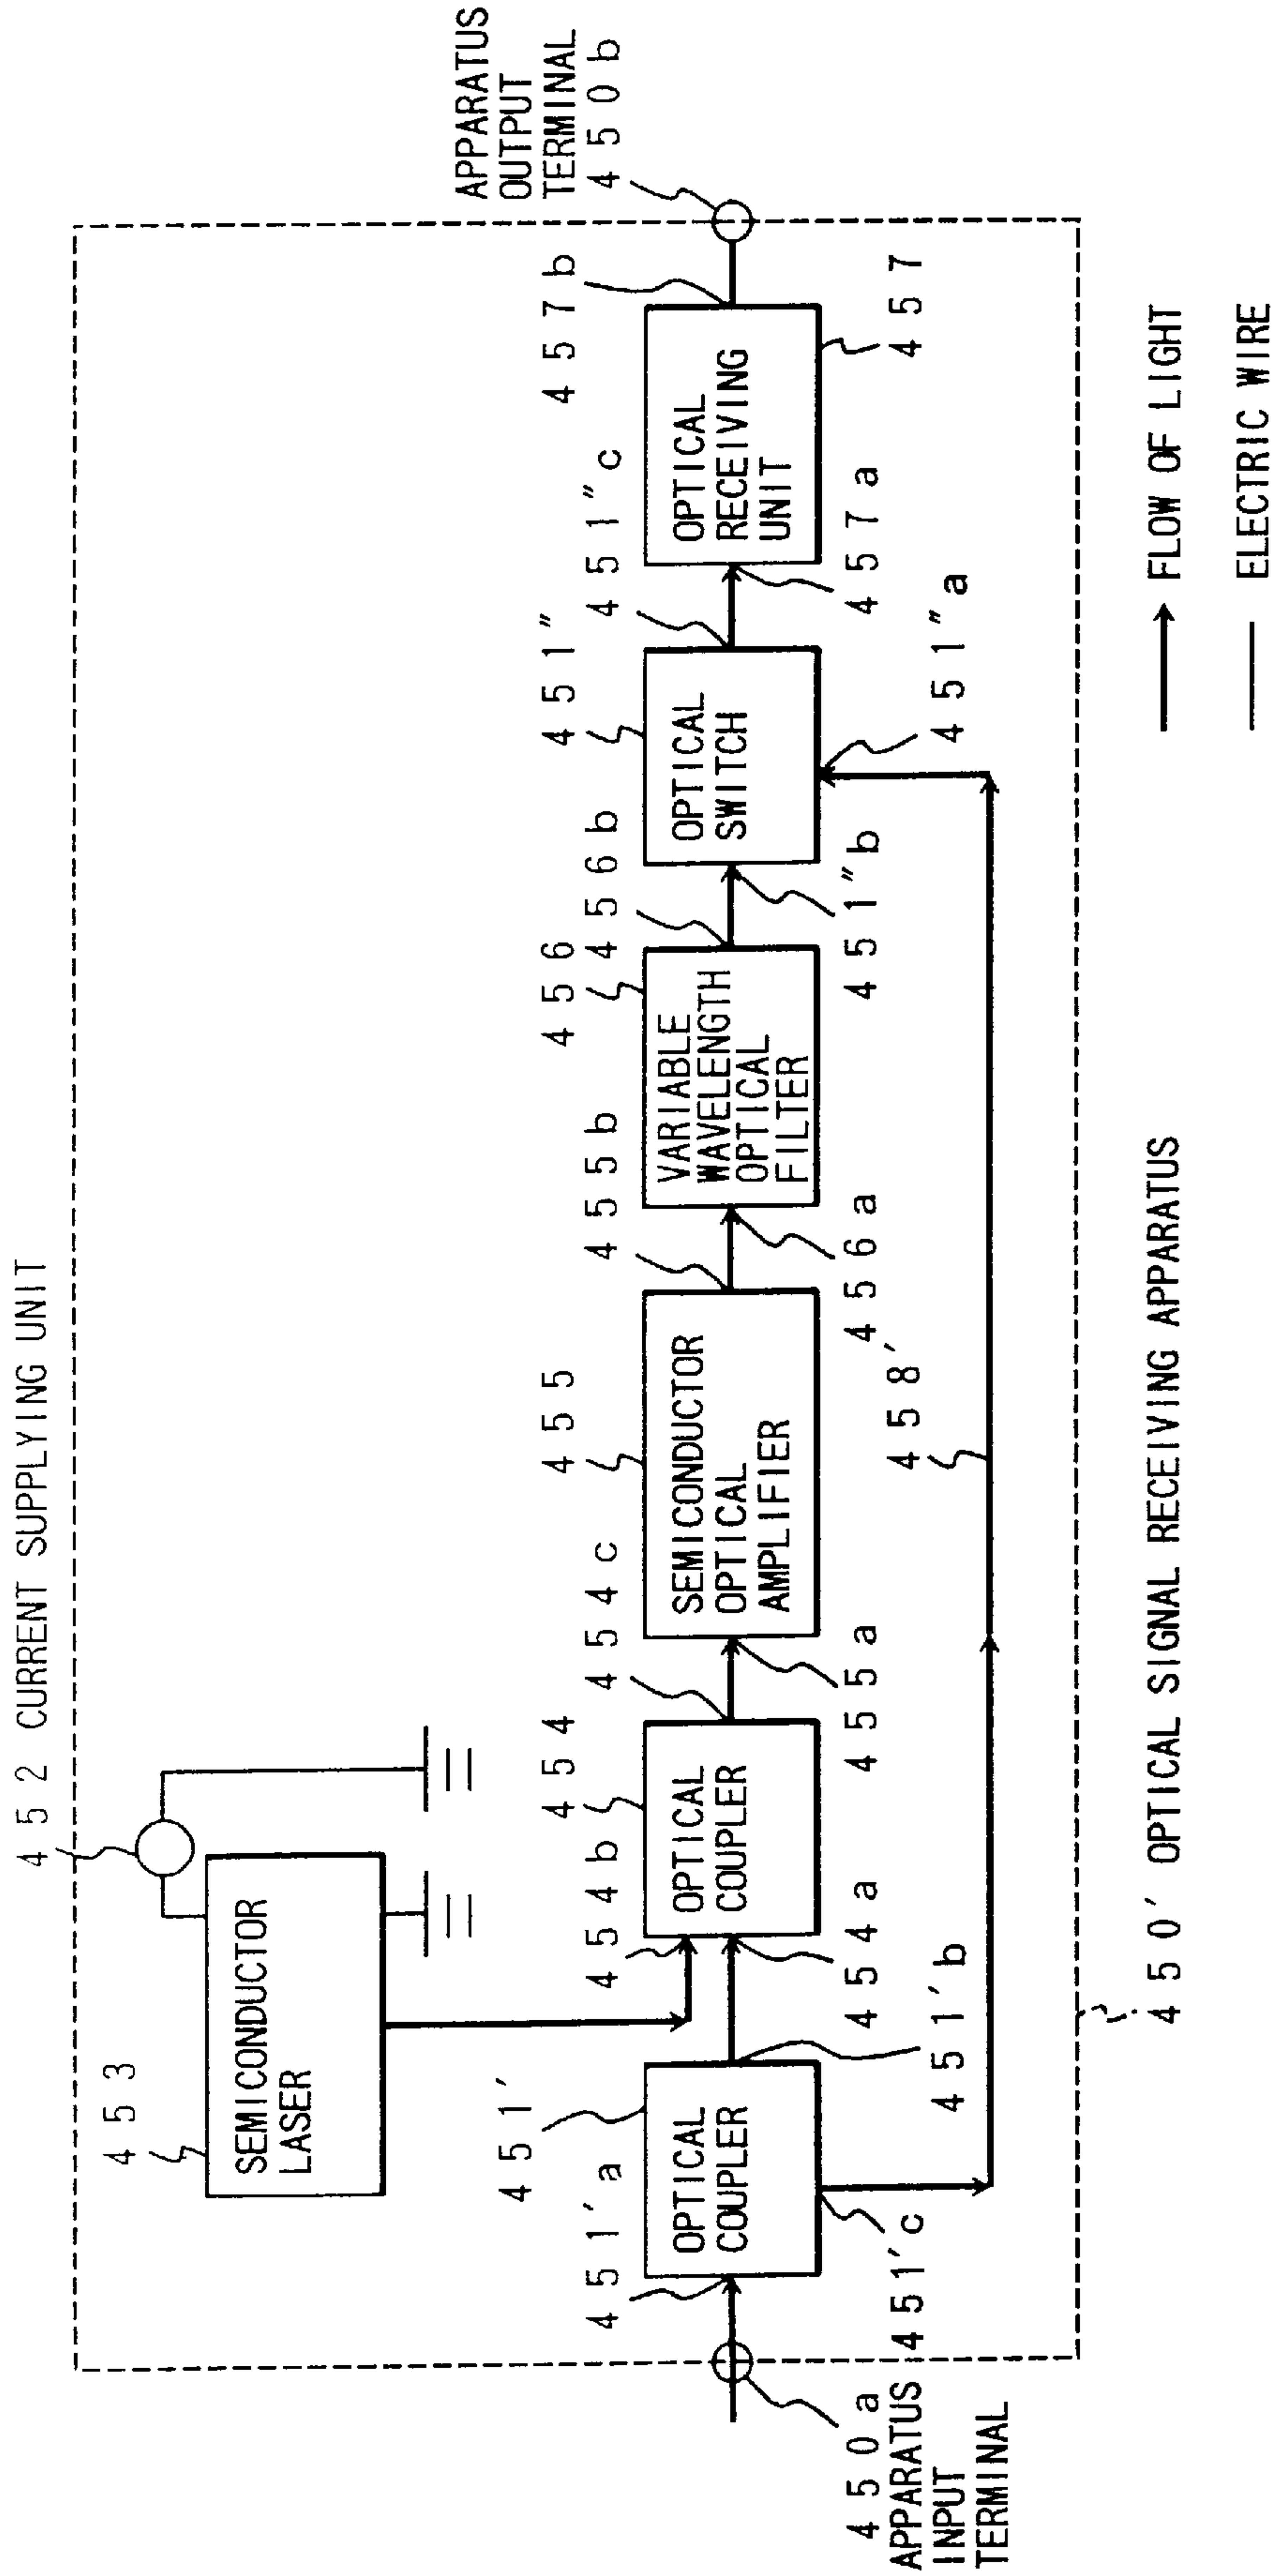 452 CURRENT SUPPLYING UNIT
453
SEMICONDUCTOR
LASER
450a
APPARATUS
INPUT
TERMINAL
451'
451'a
OPTICAL
COUPLER
451'c
451'b
454
454b
454c
OPTICAL
COUPLER
454a
455
455b
SEMICONDUCTOR
OPTICAL
AMPLIFIER
455a
456
456b
VARIABLE
WAVELENGTH
OPTICAL
FILTER
456a
451"
451"c
OPTICAL
SWITCH
451"b
451"a
457b
OPTICAL
RECEIVING
UNIT
457a
457
APPARATUS
OUTPUT
TERMINAL
450b
458'
450' OPTICAL SIGNAL RECEIVING APPARATUS
FLOW OF LIGHT
ELECTRIC WIRE